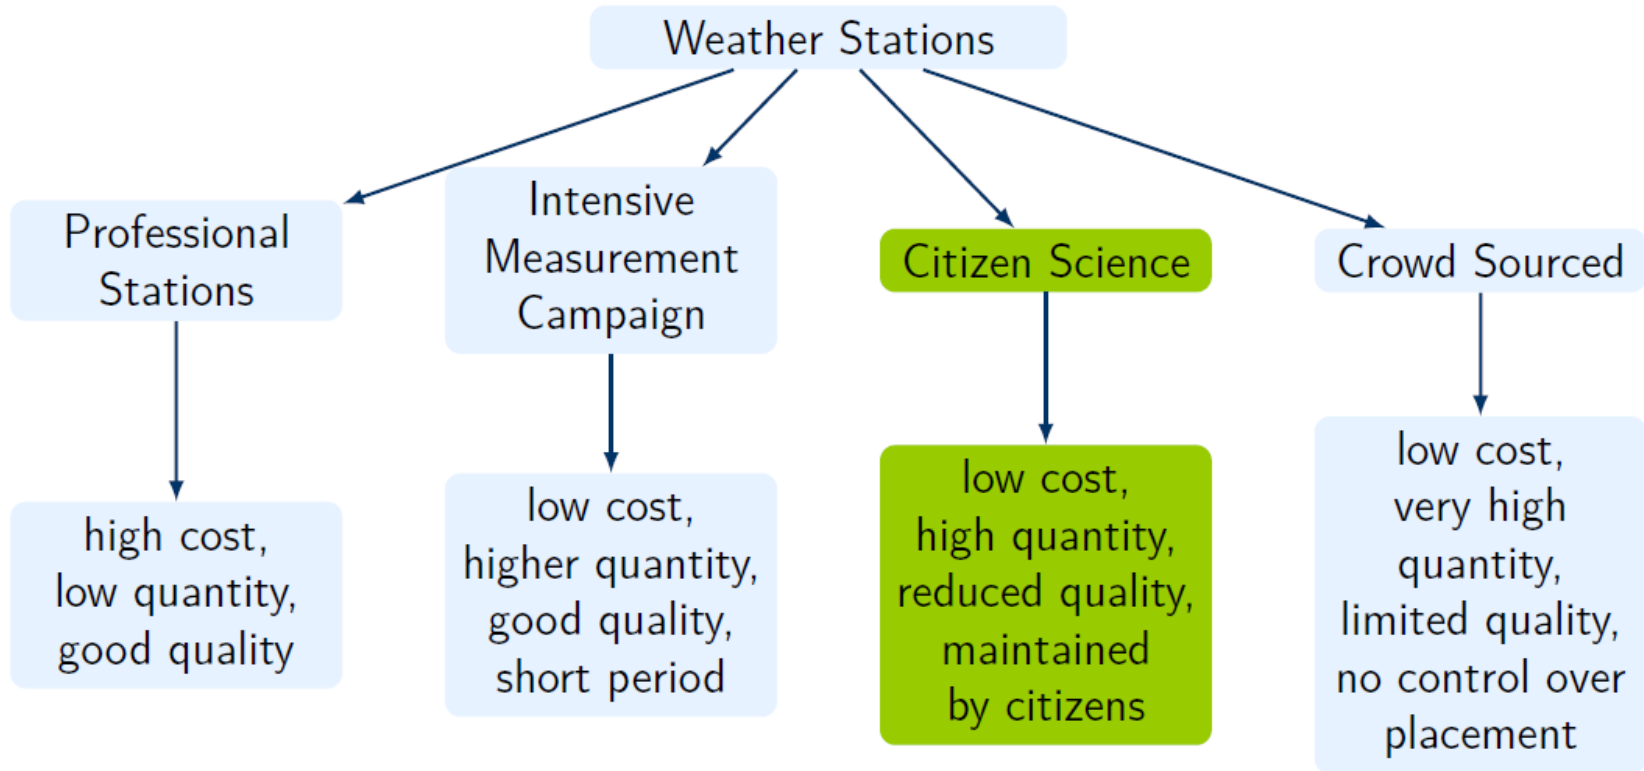 Weather Stations
Professional
Stations
Intensive
Measurement
Campaign
Citizen Science
Crowd Sourced
high cost,
low quantity,
good quality
low cost,
higher quantity,
good quality,
short period
low cost,
high quantity,
reduced quality,
maintained
by citizens
low cost,
very high
quantity,
limited quality,
no control over
placement